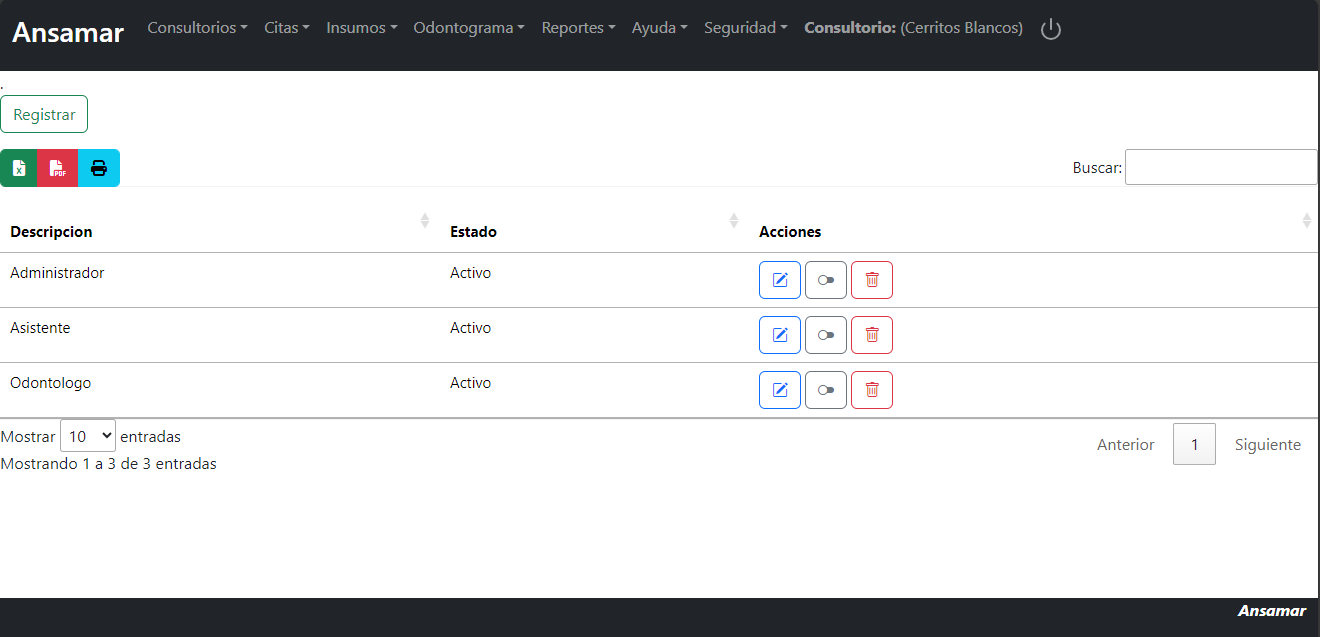 Ansamar Consultorios Citas Insumos Odontograma Reportes Ayuda Seguridad Consultorio: (Cerritos Blancos)
.
Registrar
PDF Buscar:
Descripcion Estado Acciones
Administrador Activo
Asistente Activo
Odontologo Activo
Mostrar 10 entradas Anterior 1 Siguiente
Mostrando 1 a 3 de 3 entradas
Ansamar